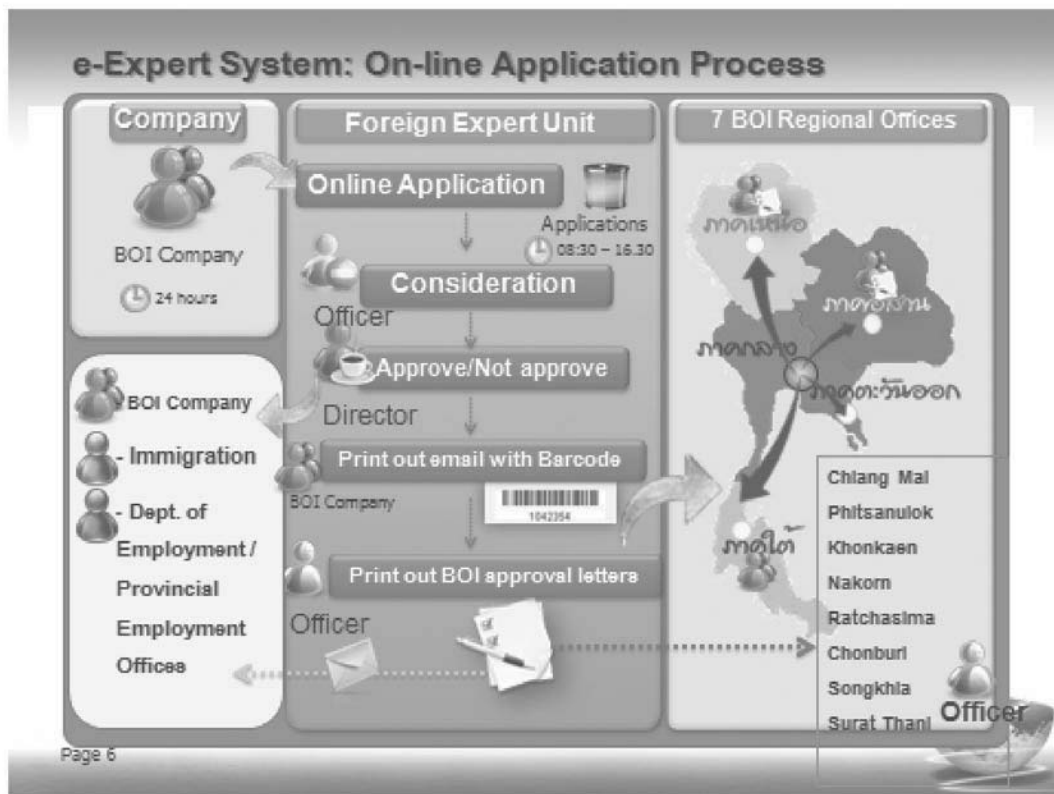 e-Expert System: On-line Application Process
Company
BOI Company
24 hours
- BOI Company
- Immigration
- Dept. of
Employment /
Provincial
Employment
Offices
Foreign Expert Unit
Online Application
Applications
08:30 – 16.30
Consideration
Officer
Approve/Not approve
Director
Print out email with Barcode
BOI Company
1042354
Print out BOI approval letters
Officer
7 BOI Regional Offices
ภาคเหนือ
ภาคอีสาน
ภาคกลาง
ภาคตะวันออก
ภาคใต้
Chiang Mai
Phitsanulok
Khonkaen
Nakorn
Ratchasima
Chonburi
Songkhla
Surat Thani
Officer
Page 6